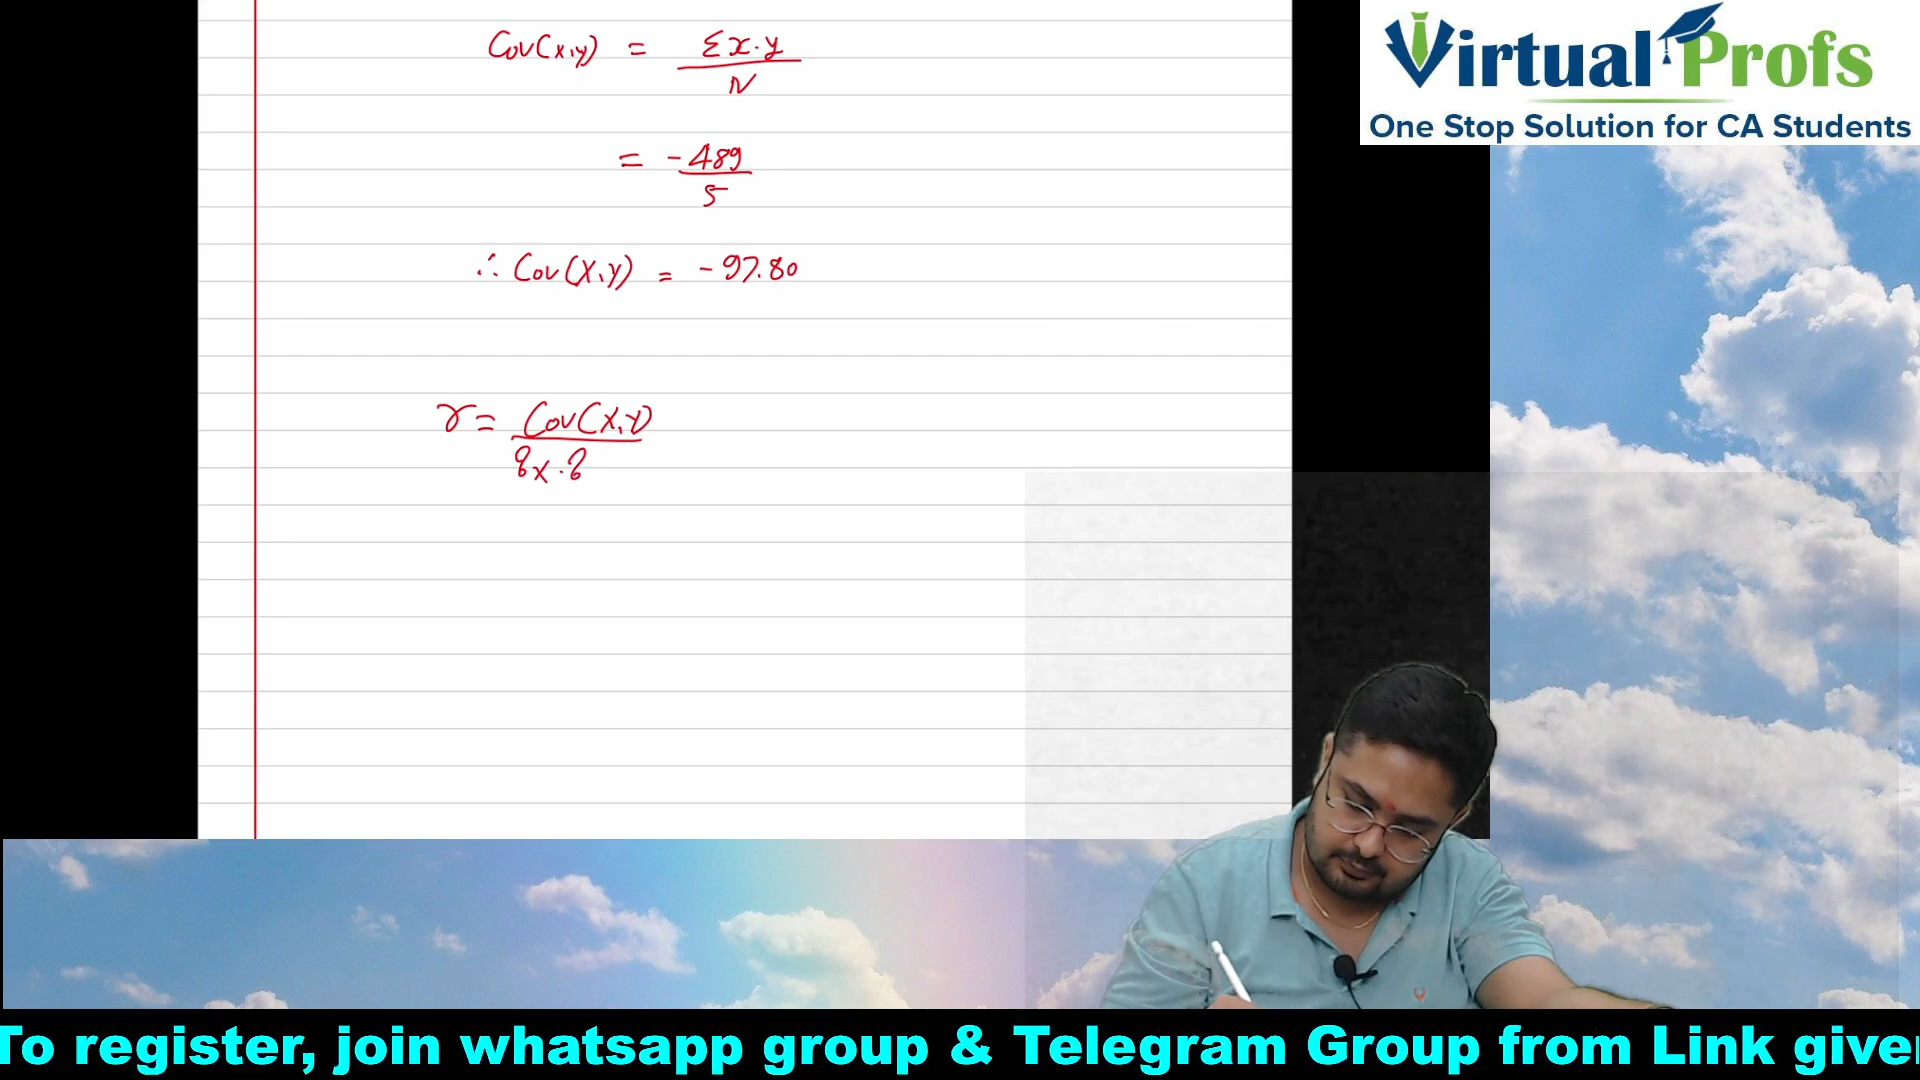 Cov(x,y) = Σx.y
N
= -489
5
∴ Cov(X,Y) = -97.80
r = Cov(X,Y)
Virtual Profs
One Stop Solution for CA Students
To register, join whatsapp group & Telegram Group from Link give